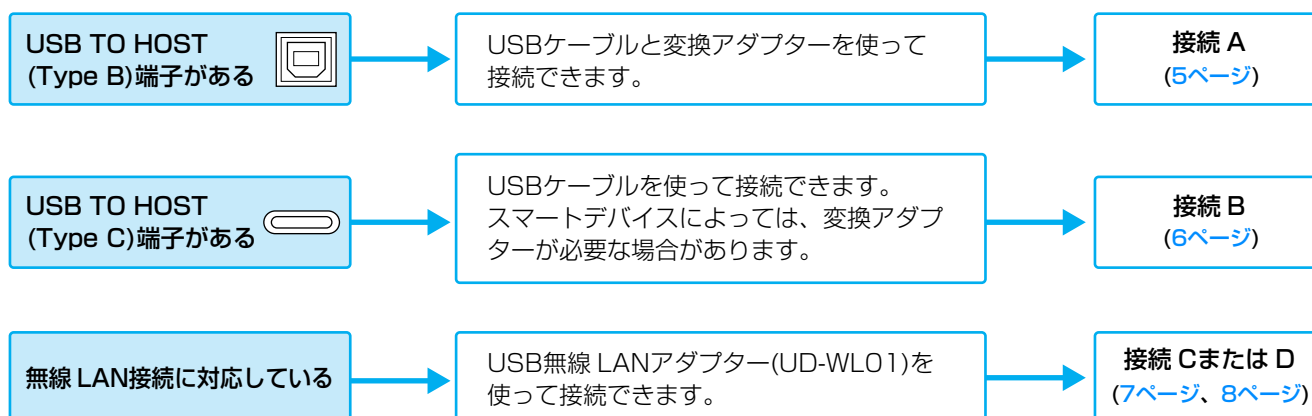 USB TO HOST
(Type B)端子がある
USBケーブルと変換アダプターを使って
接続できます。
接続 A
(5ページ)
USB TO HOST
(Type C)端子がある
USBケーブルを使って接続できます。
スマートデバイスによっては、変換アダプ
ターが必要な場合があります。
接続 B
(6ページ)
無線 LAN接続に対応している
USB無線 LANアダプター(UD-WL01)を
使って接続できます。
接続 Cまたは D
(7ページ、8ページ)